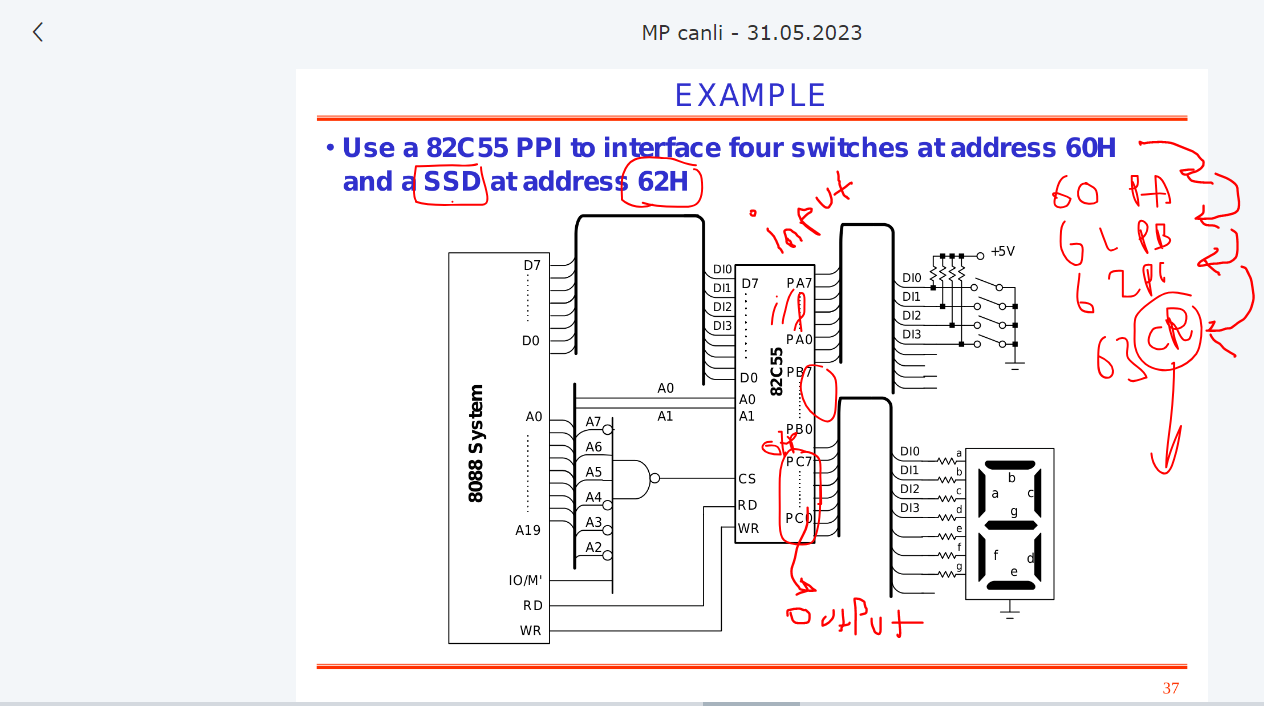 MP canli - 31.05.2023
EXAMPLE
• Use a 82C55 PPI to interface four switches at address 60H
and a SSD at address 62H
60 PA
61 PB
62 PC
63 CR
input
i/p
o/p
output
8088 System
D7
D0
A0
A19
IO/M'
RD
WR
A7
A6
A5
A4
A3
A2
A0
A1
DI0
DI1
DI2
DI3
82C55
D7
D0
A0
A1
CS
RD
WR
PA7
PA0
PB7
PB0
PC7
PC0
+5V
DI0
DI1
DI2
DI3
DI0
DI1
DI2
DI3
a
b
c
d
e
f
g
b
a
c
g
f
d
e
37